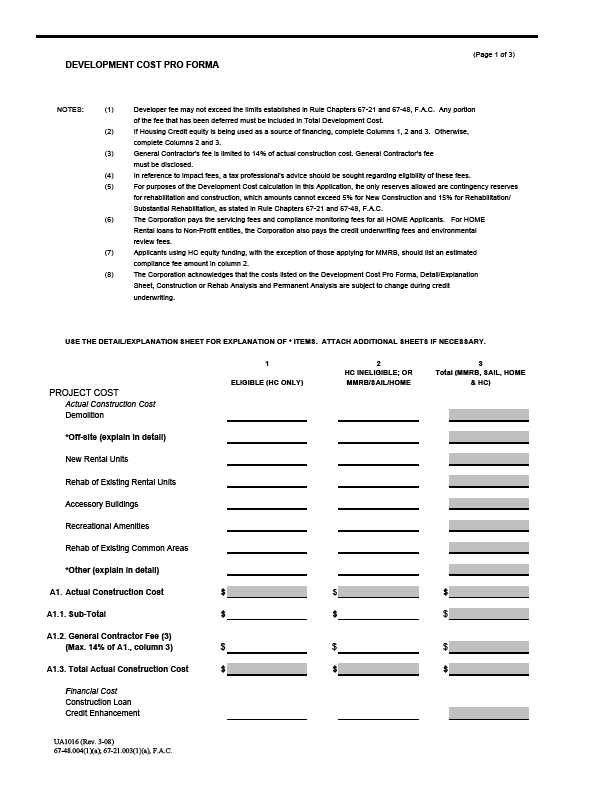 (Page 1 of 3)
DEVELOPMENT COST PRO FORMA
NOTES: (1) Developer fee may not exceed the limits established in Rule Chapters 67-21 and 67-48, F.A.C. Any portion
of the fee that has been deferred must be included in Total Development Cost.
(2) If Housing Credit equity is being used as a source of financing, complete Columns 1, 2 and 3. Otherwise,
complete Columns 2 and 3.
(3) General Contractor's fee is limited to 14% of actual construction cost. General Contractor's fee
must be disclosed.
(4) In reference to impact fees, a tax professional's advice should be sought regarding eligibility of these fees.
(5) For purposes of the Development Cost calculation in this Application, the only reserves allowed are contingency reserves
for rehabilitation and construction, which amounts cannot exceed 5% for New Construction and 15% for Rehabilitation/
Substantial Rehabilitation, as stated in Rule Chapters 67-21 and 67-48, F.A.C.
(6) The Corporation pays the servicing fees and compliance monitoring fees for all HOME Applicants. For HOME
Rental loans to Non-Profit entities, the Corporation also pays the credit underwriting fees and environmental
review fees.
(7) Applicants using HC equity funding, with the exception of those applying for MMRB, should list an estimated
compliance fee amount in column 2.
(8) The Corporation acknowledges that the costs listed on the Development Cost Pro Forma, Detail/Explanation
Sheet, Construction or Rehab Analysis and Permanent Analysis are subject to change during credit
underwriting.
USE THE DETAIL/EXPLANATION SHEET FOR EXPLANATION OF * ITEMS. ATTACH ADDITIONAL SHEETS IF NECESSARY.
1 2 3
HC INELIGIBLE; OR Total (MMRB, SAIL, HOME
ELIGIBLE (HC ONLY) MMRB/SAIL/HOME & HC)
PROJECT COST
Actual Construction Cost
Demolition
*Off-site (explain in detail)
New Rental Units
Rehab of Existing Rental Units
Accessory Buildings
Recreational Amenities
Rehab of Existing Common Areas
*Other (explain in detail)
A1. Actual Construction Cost $ $ $
A1.1. Sub-Total $ $ $
A1.2. General Contractor Fee (3)
(Max. 14% of A1., column 3) $ $ $
A1.3. Total Actual Construction Cost $ $ $
Financial Cost
Construction Loan
Credit Enhancement
UA1016 (Rev. 3-08)
67-48.004(1)(a); 67-21.003(1)(a), F.A.C.